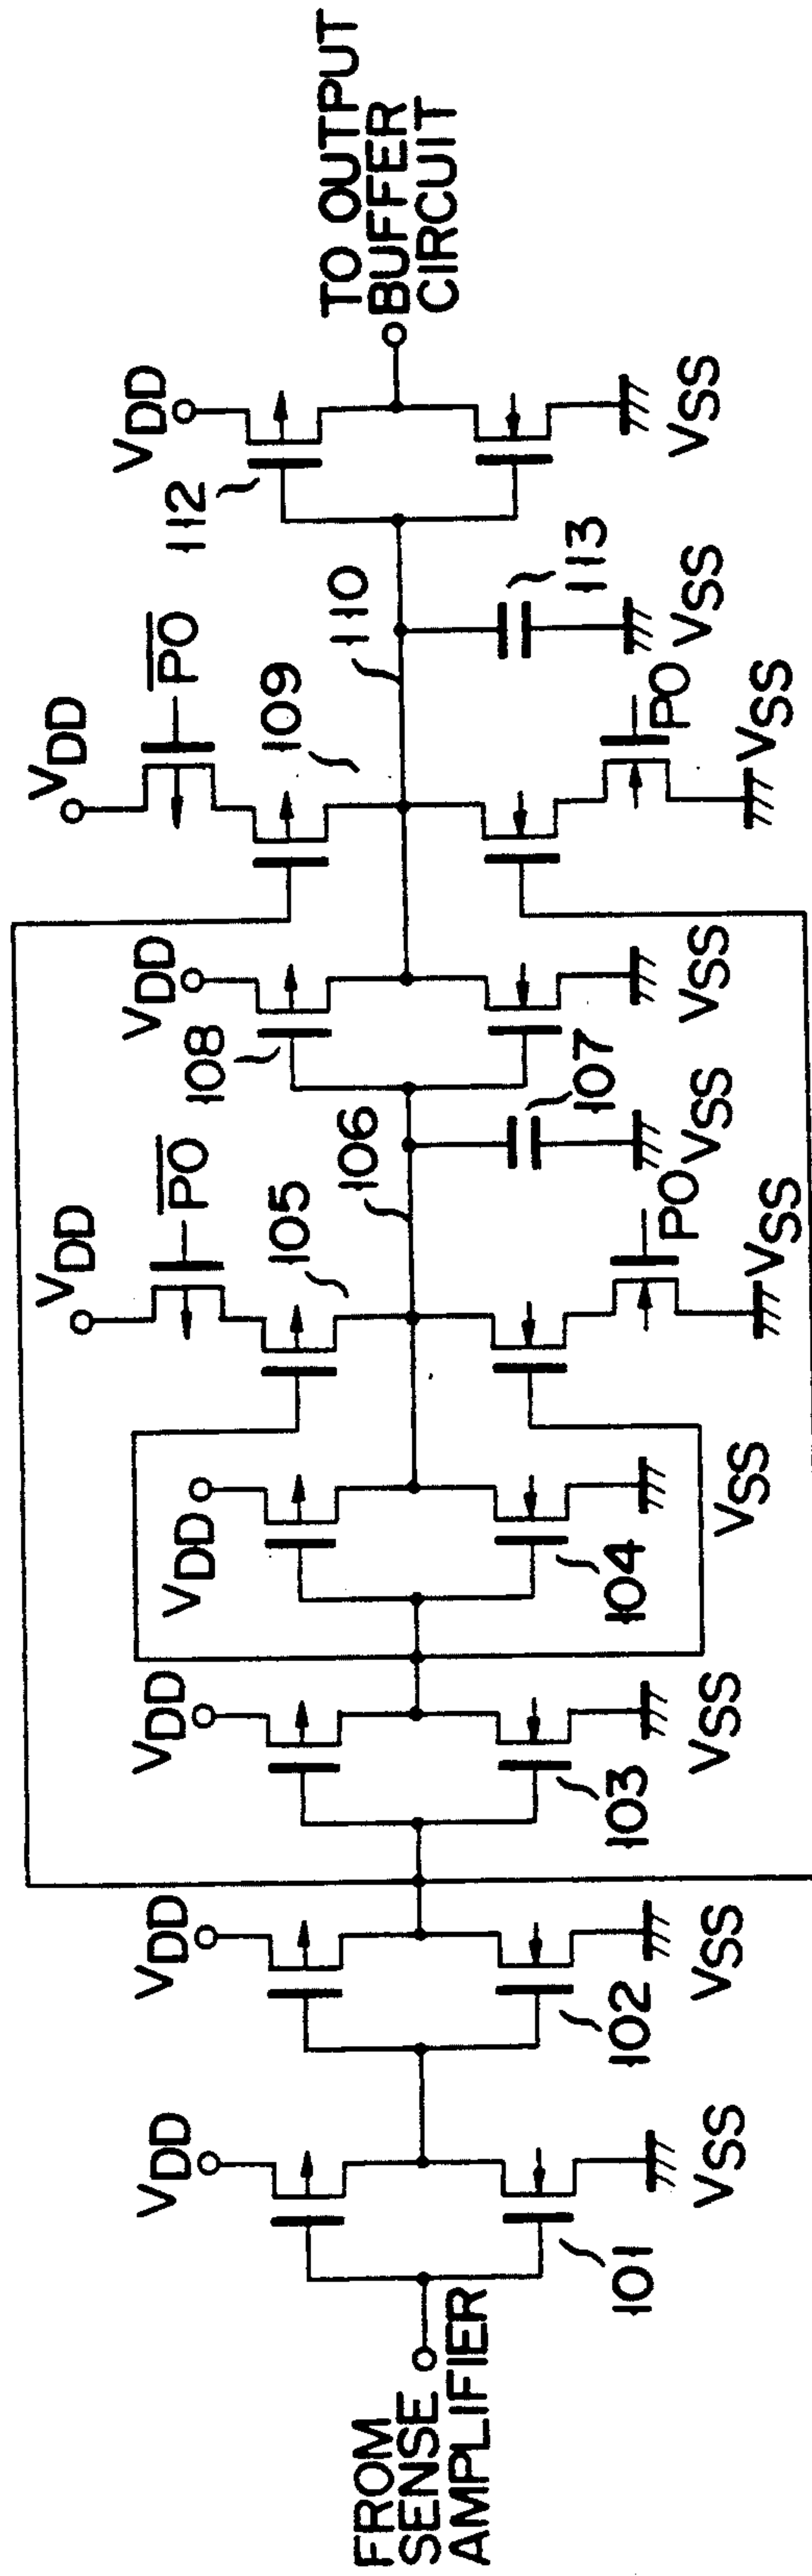 FROM
SENSE
AMPLIFIER
VDD
101
VSS
VDD
102
VSS
VDD
103
VSS
VDD
104
VSS
VDD
P̅O̅
105
106
PO
VSS
107
VSS
VDD
108
VSS
VDD
P̅O̅
109
110
PO
VSS
113
VSS
VDD
112
VSS
TO OUTPUT
BUFFER
CIRCUIT